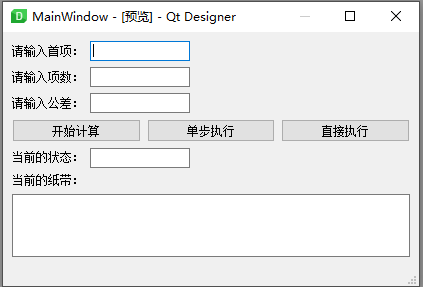 MainWindow - [预览] - Qt Designer
请输入首项：
请输入项数：
请输入公差：
开始计算 单步执行 直接执行
当前的状态：
当前的纸带：